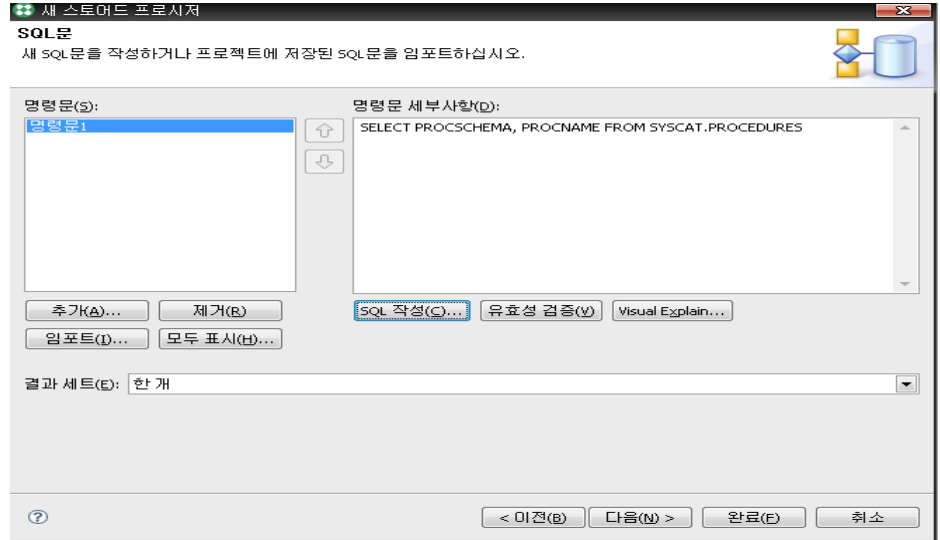 새 스토어드 프로시저
SQL문
새 SQL문을 작성하거나 프로젝트에 저장된 SQL문을 임포트하십시오.
명령문(S):
명령문 세부사항(D):
명령문1
SELECT PROCSCHEMA, PROCNAME FROM SYSCAT.PROCEDURES
추가(A)... 제거(R)
SQL 작성(C)... 유효성 검증(V) Visual Explain...
임포트(I)... 모두 표시(H)...
결과 세트(E): 한 개
< 이전(B) 다음(N) > 완료(F) 취소